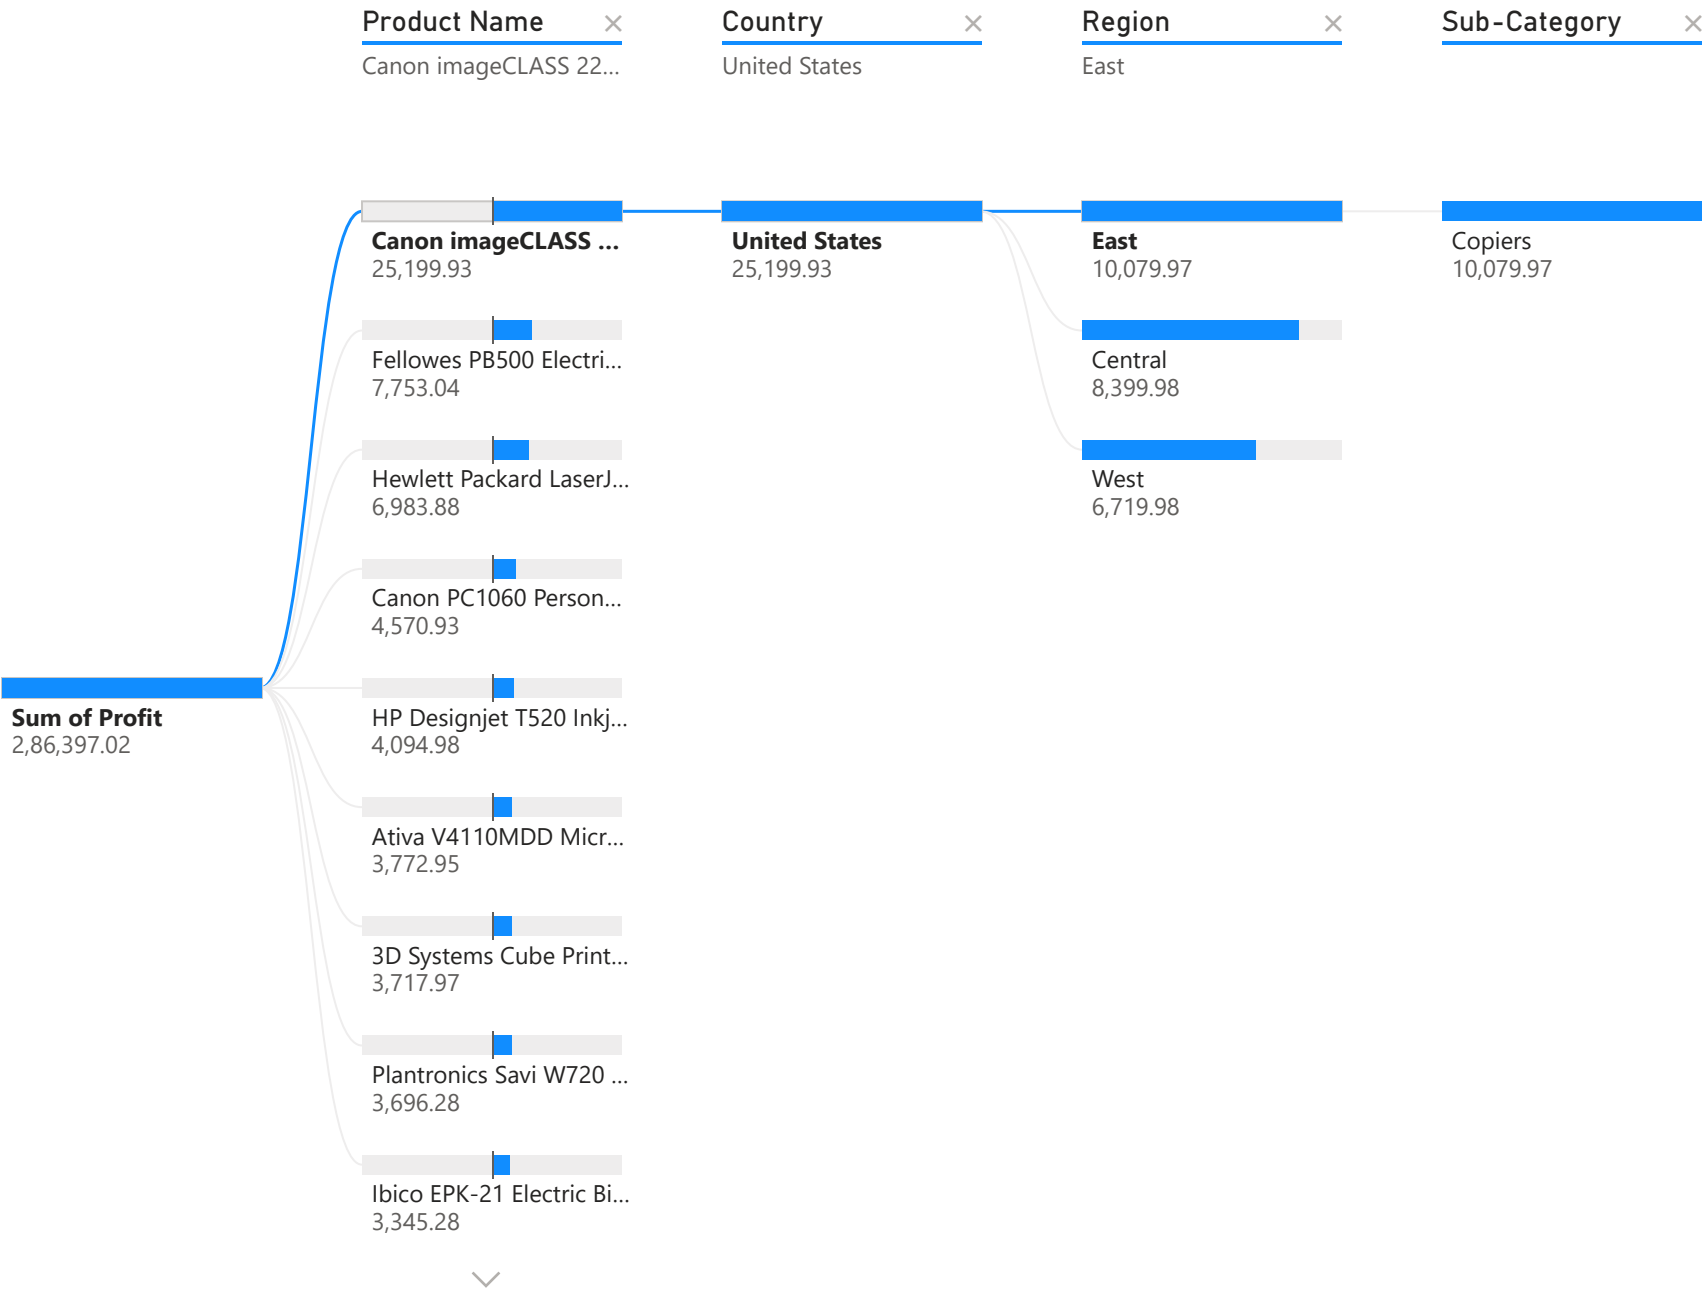 Product Name
Country
Region
Sub-Category
Canon imageCLASS 22...
United States
East
Canon imageCLASS ...
25,199.93
United States
25,199.93
East
10,079.97
Copiers
10,079.97
Fellowes PB500 Electri...
7,753.04
Central
8,399.98
Hewlett Packard LaserJ...
6,983.88
West
6,719.98
Canon PC1060 Person...
4,570.93
Sum of Profit
2,86,397.02
HP Designjet T520 Inkj...
4,094.98
Ativa V4110MDD Micr...
3,772.95
3D Systems Cube Print...
3,717.97
Plantronics Savi W720 ...
3,696.28
Ibico EPK-21 Electric Bi...
3,345.28